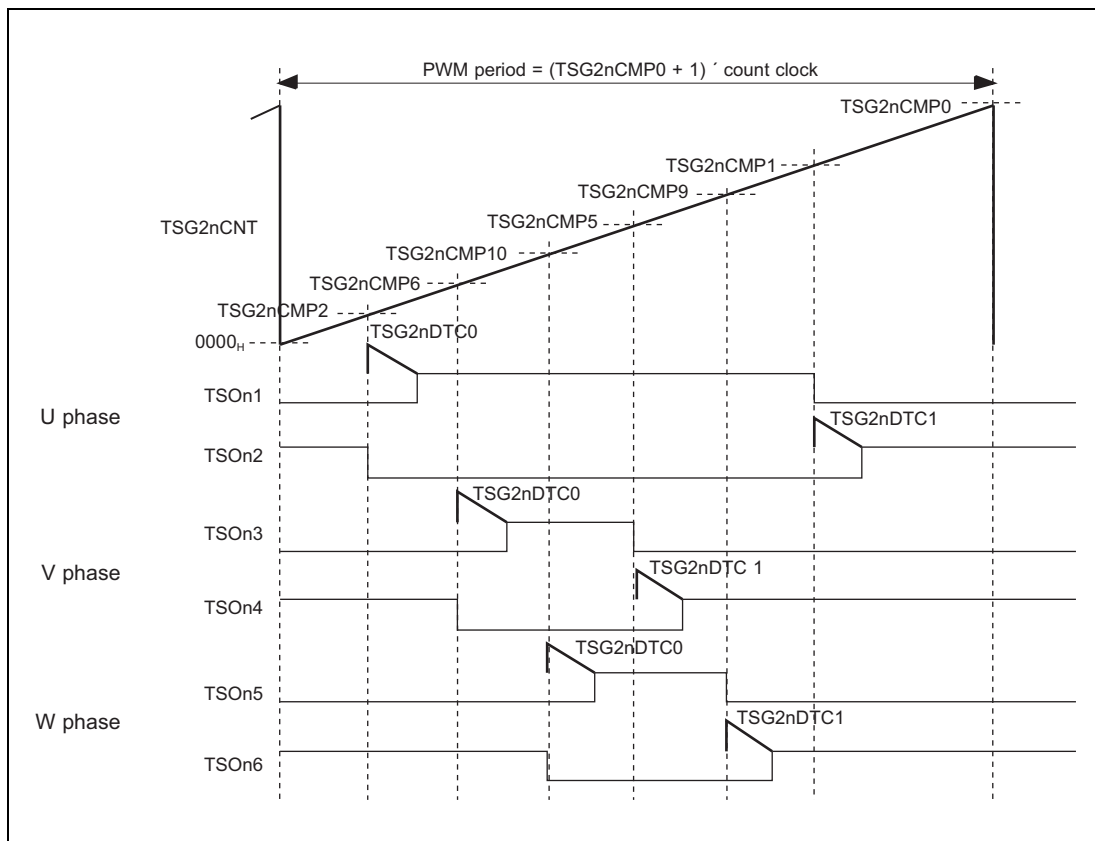 PWM period = (TSG2nCMP0 + 1) ´ count clock
TSG2nCMP0
TSG2nCMP1
TSG2nCMP9
TSG2nCNT
TSG2nCMP5
TSG2nCMP10
TSG2nCMP6
TSG2nCMP2
TSG2nDTC0
0000H
TSOn1
U phase
TSG2nDTC1
TSOn2
TSG2nDTC0
TSOn3
V phase
TSG2nDTC 1
TSOn4
TSG2nDTC0
TSOn5
W phase
TSG2nDTC1
TSOn6